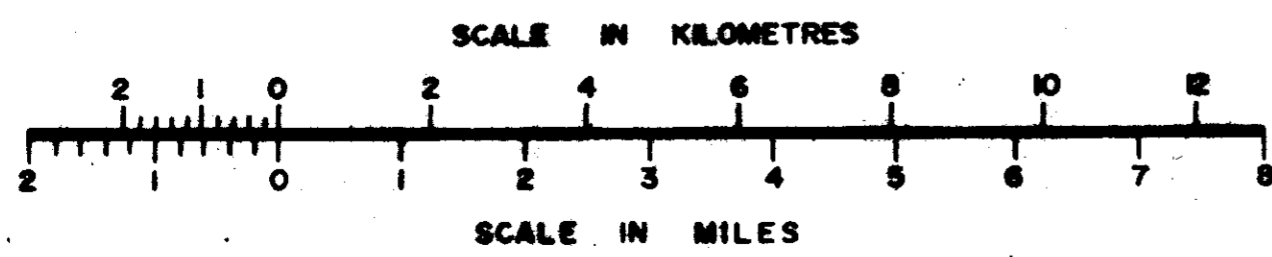 SCALE IN KILOMETRES
2 1 0 2 4 6 8 10 12
2 1 0 1 2 3 4 5 6 7 8
SCALE IN MILES